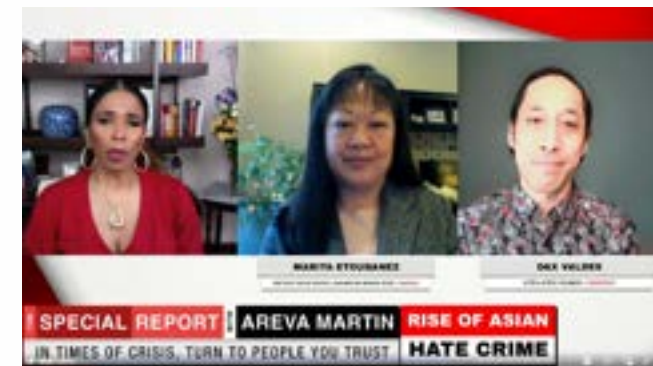 MARITA ETCUBANEZ
DAX VALDES
SPECIAL REPORT
AREVA MARTIN
RISE OF ASIAN
IN TIMES OF CRISIS, TURN TO PEOPLE YOU TRUST
HATE CRIME